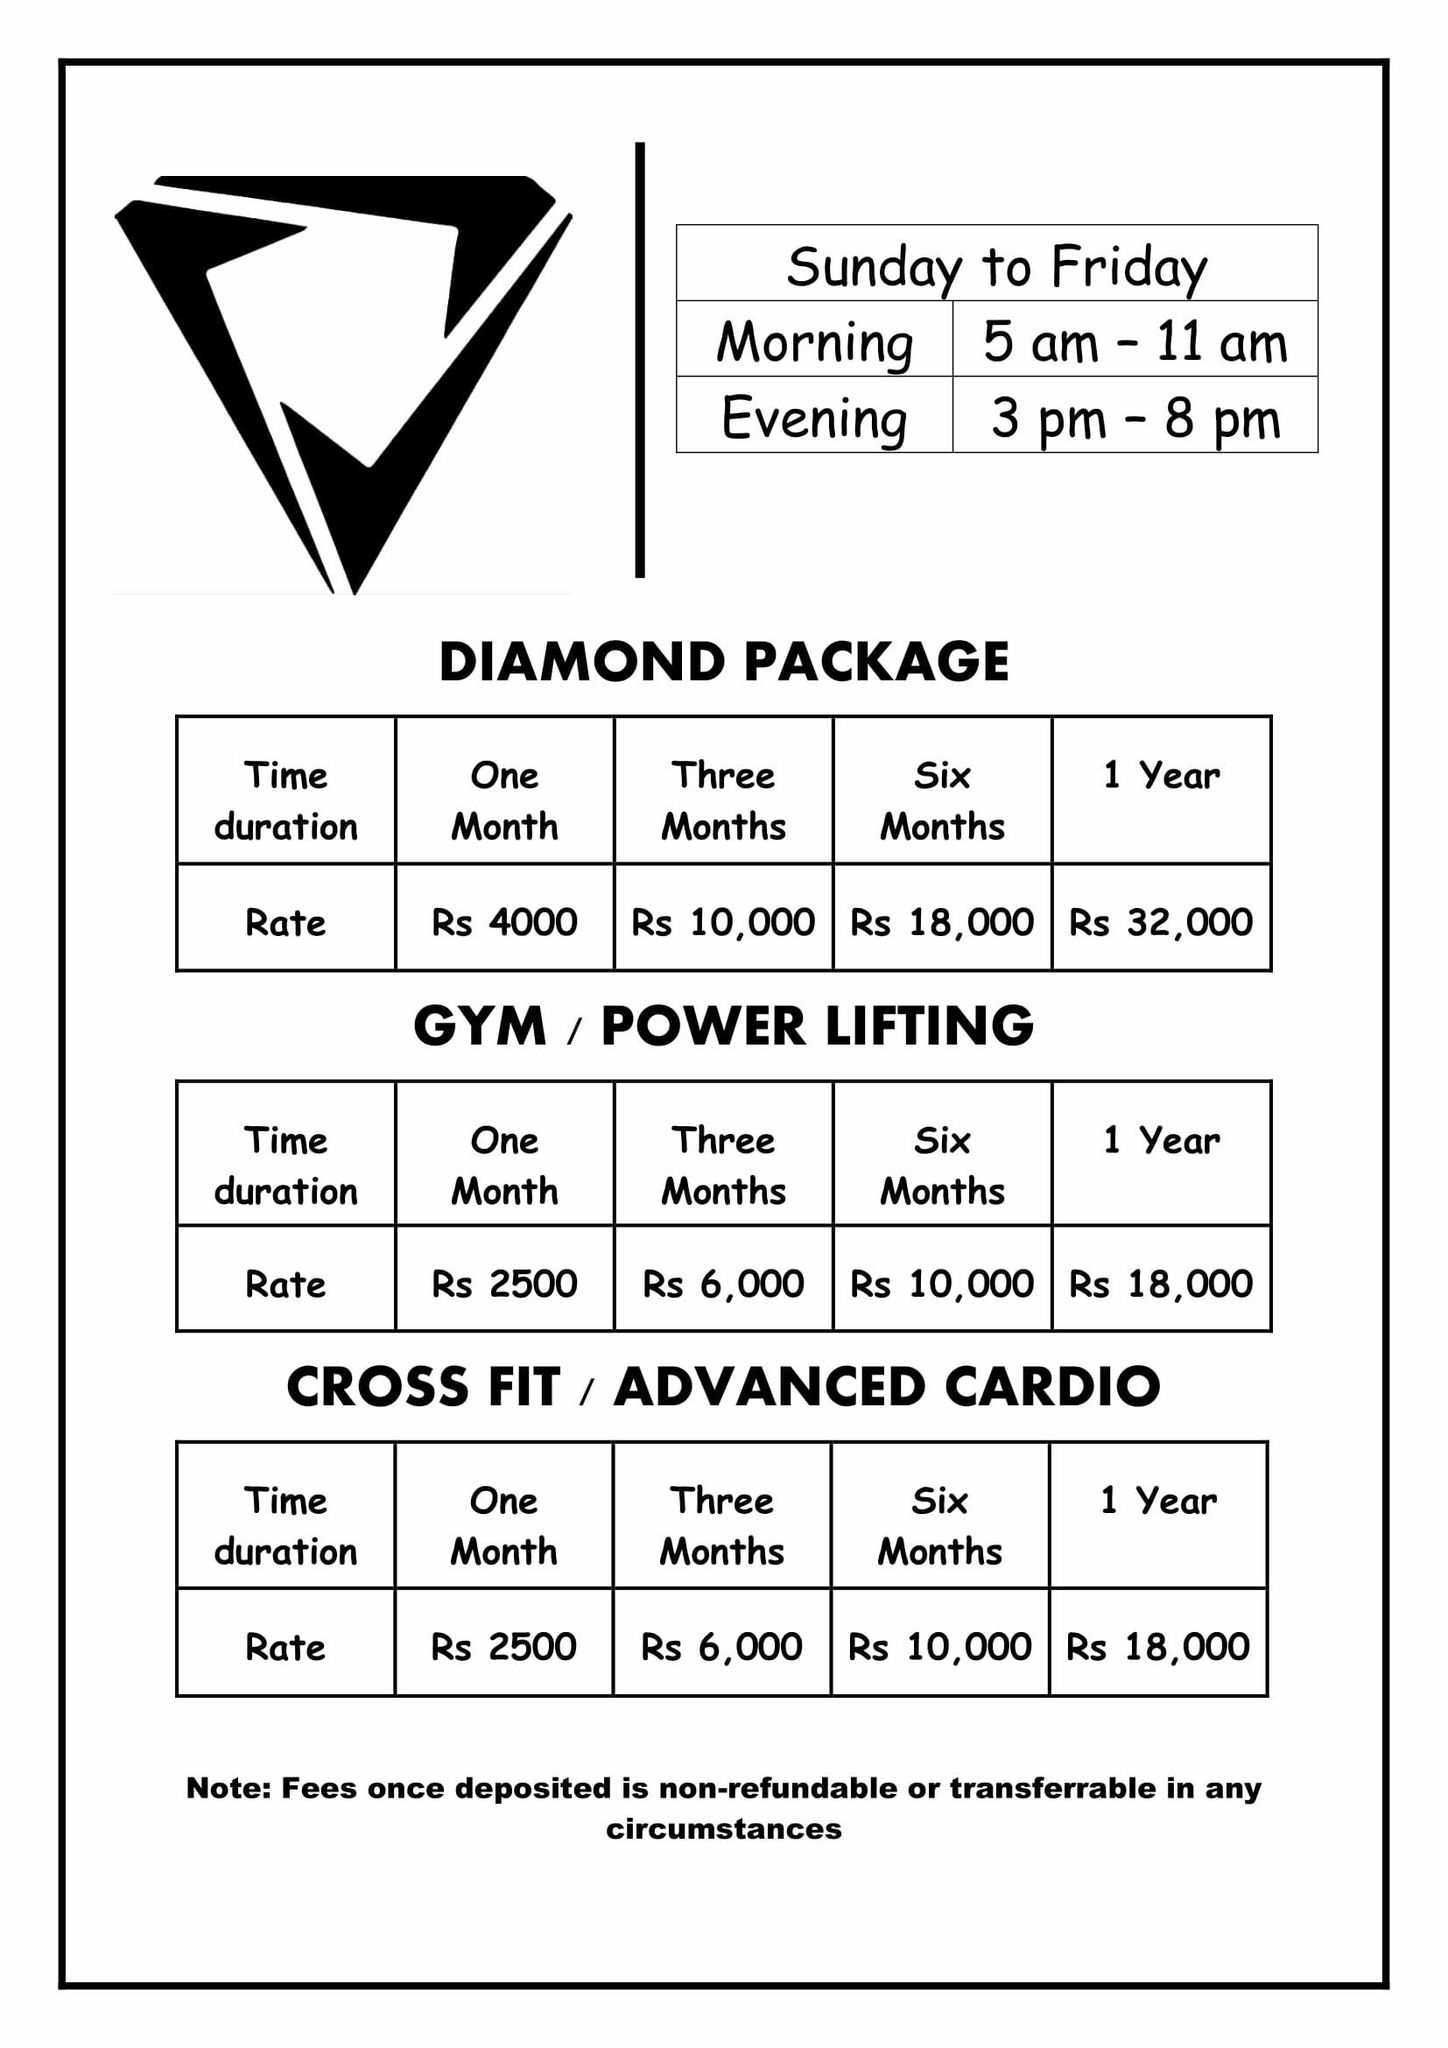 Sunday to Friday
Morning 5 am – 11 am
Evening 3 pm – 8 pm
DIAMOND PACKAGE
Time duration One Month Three Months Six Months 1 Year
Rate Rs 4000 Rs 10,000 Rs 18,000 Rs 32,000
GYM / POWER LIFTING
Time duration One Month Three Months Six Months 1 Year
Rate Rs 2500 Rs 6,000 Rs 10,000 Rs 18,000
CROSS FIT / ADVANCED CARDIO
Time duration One Month Three Months Six Months 1 Year
Rate Rs 2500 Rs 6,000 Rs 10,000 Rs 18,000
Note: Fees once deposited is non-refundable or transferrable in any
circumstances